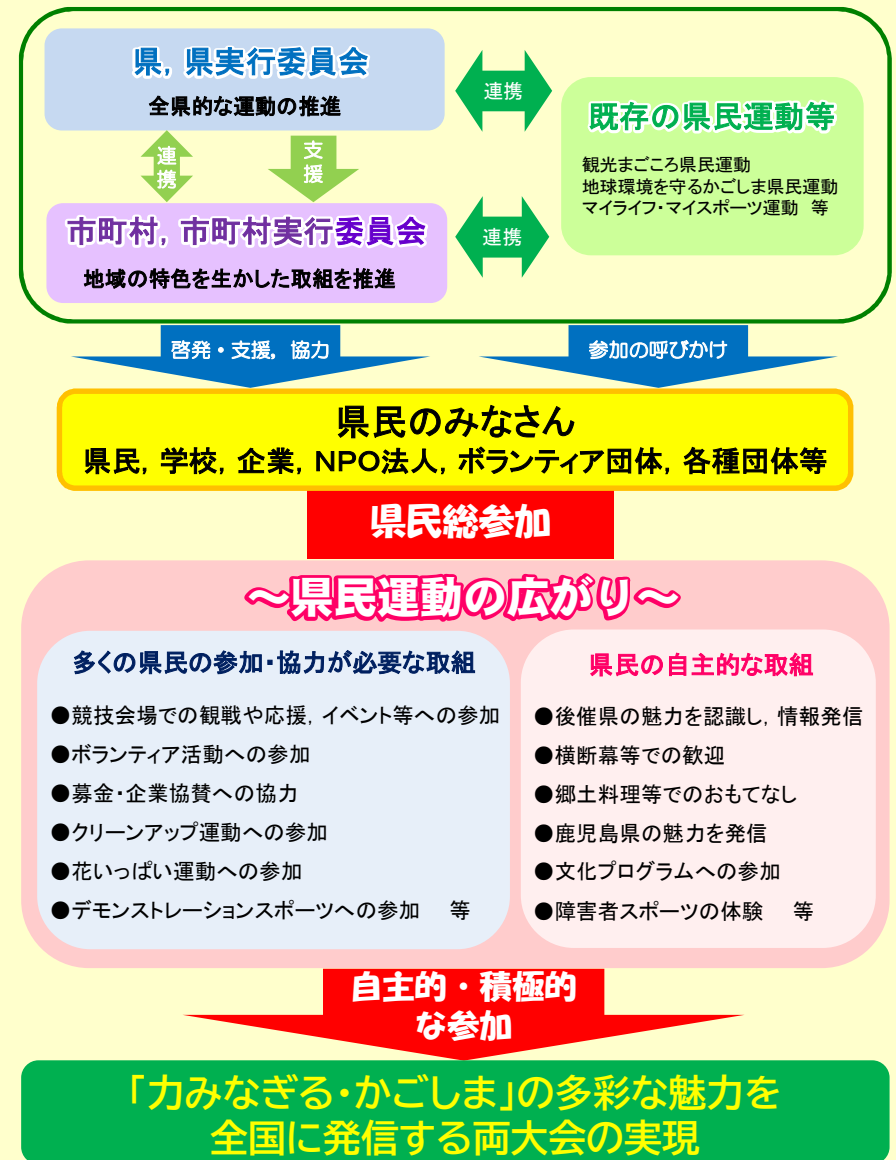 県，県実行委員会
全県的な運動の推進
連携
連携
支援
既存の県民運動等
観光まごころ県民運動
地球環境を守るかごしま県民運動
マイライフ・マイスポーツ運動　等
市町村，市町村実行委員会
地域の特色を生かした取組を推進
連携
啓発・支援，協力
参加の呼びかけ
県民のみなさん
県民，学校，企業，NPO法人，ボランティア団体，各種団体等
県民総参加
～県民運動の広がり～
多くの県民の参加・協力が必要な取組
●競技会場での観戦や応援，イベント等への参加
●ボランティア活動への参加
●募金・企業協賛への協力
●クリーンアップ運動への参加
●花いっぱい運動への参加
●デモンストレーションスポーツへの参加　等
県民の自主的な取組
●後催県の魅力を認識し，情報発信
●横断幕等での歓迎
●郷土料理等でのおもてなし
●鹿児島県の魅力を発信
●文化プログラムへの参加
●障害者スポーツの体験　等
自主的・積極的
な参加
「力みなぎる・かごしま」の多彩な魅力を
全国に発信する両大会の実現